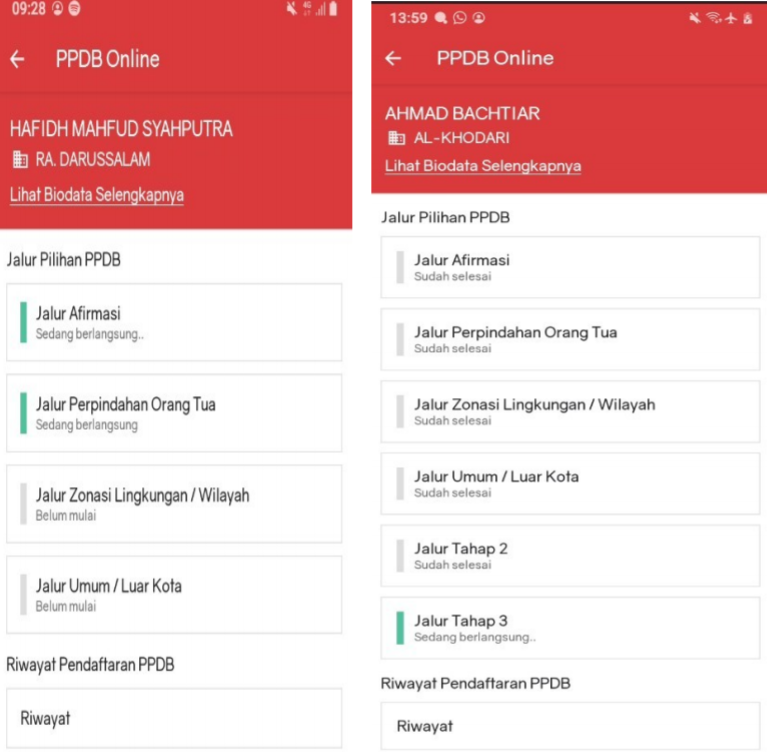 09:28
PPDB Online
HAFIDH MAHFUD SYAHPUTRA
RA. DARUSSALAM
Lihat Biodata Selengkapnya
Jalur Pilihan PPDB
Jalur Afirmasi
Sedang berlangsung..
Jalur Perpindahan Orang Tua
Sedang berlangsung
Jalur Zonasi Lingkungan / Wilayah
Belum mulai
Jalur Umum / Luar Kota
Belum mulai
Riwayat Pendaftaran PPDB
Riwayat
13:59
PPDB Online
AHMAD BACHTIAR
AL-KHODARI
Lihat Biodata Selengkapnya
Jalur Pilihan PPDB
Jalur Afirmasi
Sudah selesai
Jalur Perpindahan Orang Tua
Sudah selesai
Jalur Zonasi Lingkungan / Wilayah
Sudah selesai
Jalur Umum / Luar Kota
Sudah selesai
Jalur Tahap 2
Sudah selesai
Jalur Tahap 3
Sedang berlangsung..
Riwayat Pendaftaran PPDB
Riwayat